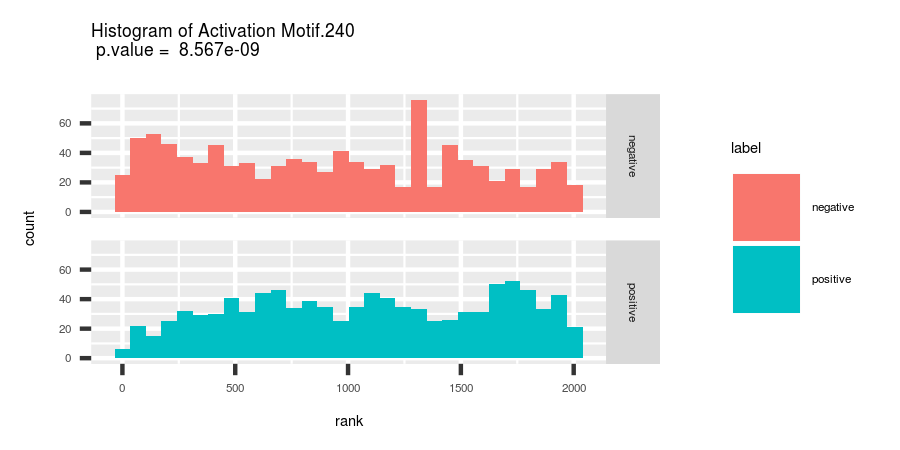 Histogram of Activation Motif.240
p.value =  8.567e-09
count
60
40
20
0
negative
60
40
20
0
positive
0 500 1000 1500 2000
rank
label
negative
positive